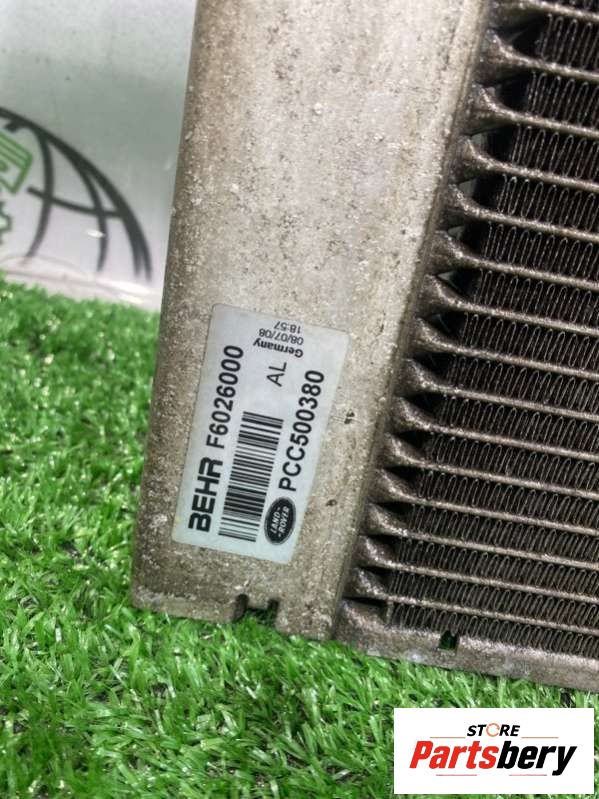 BEHR F6026000
LAND-
ROVER
PCC500380
AL
Germany
08/07/08
18:57
STORE
Partsbery